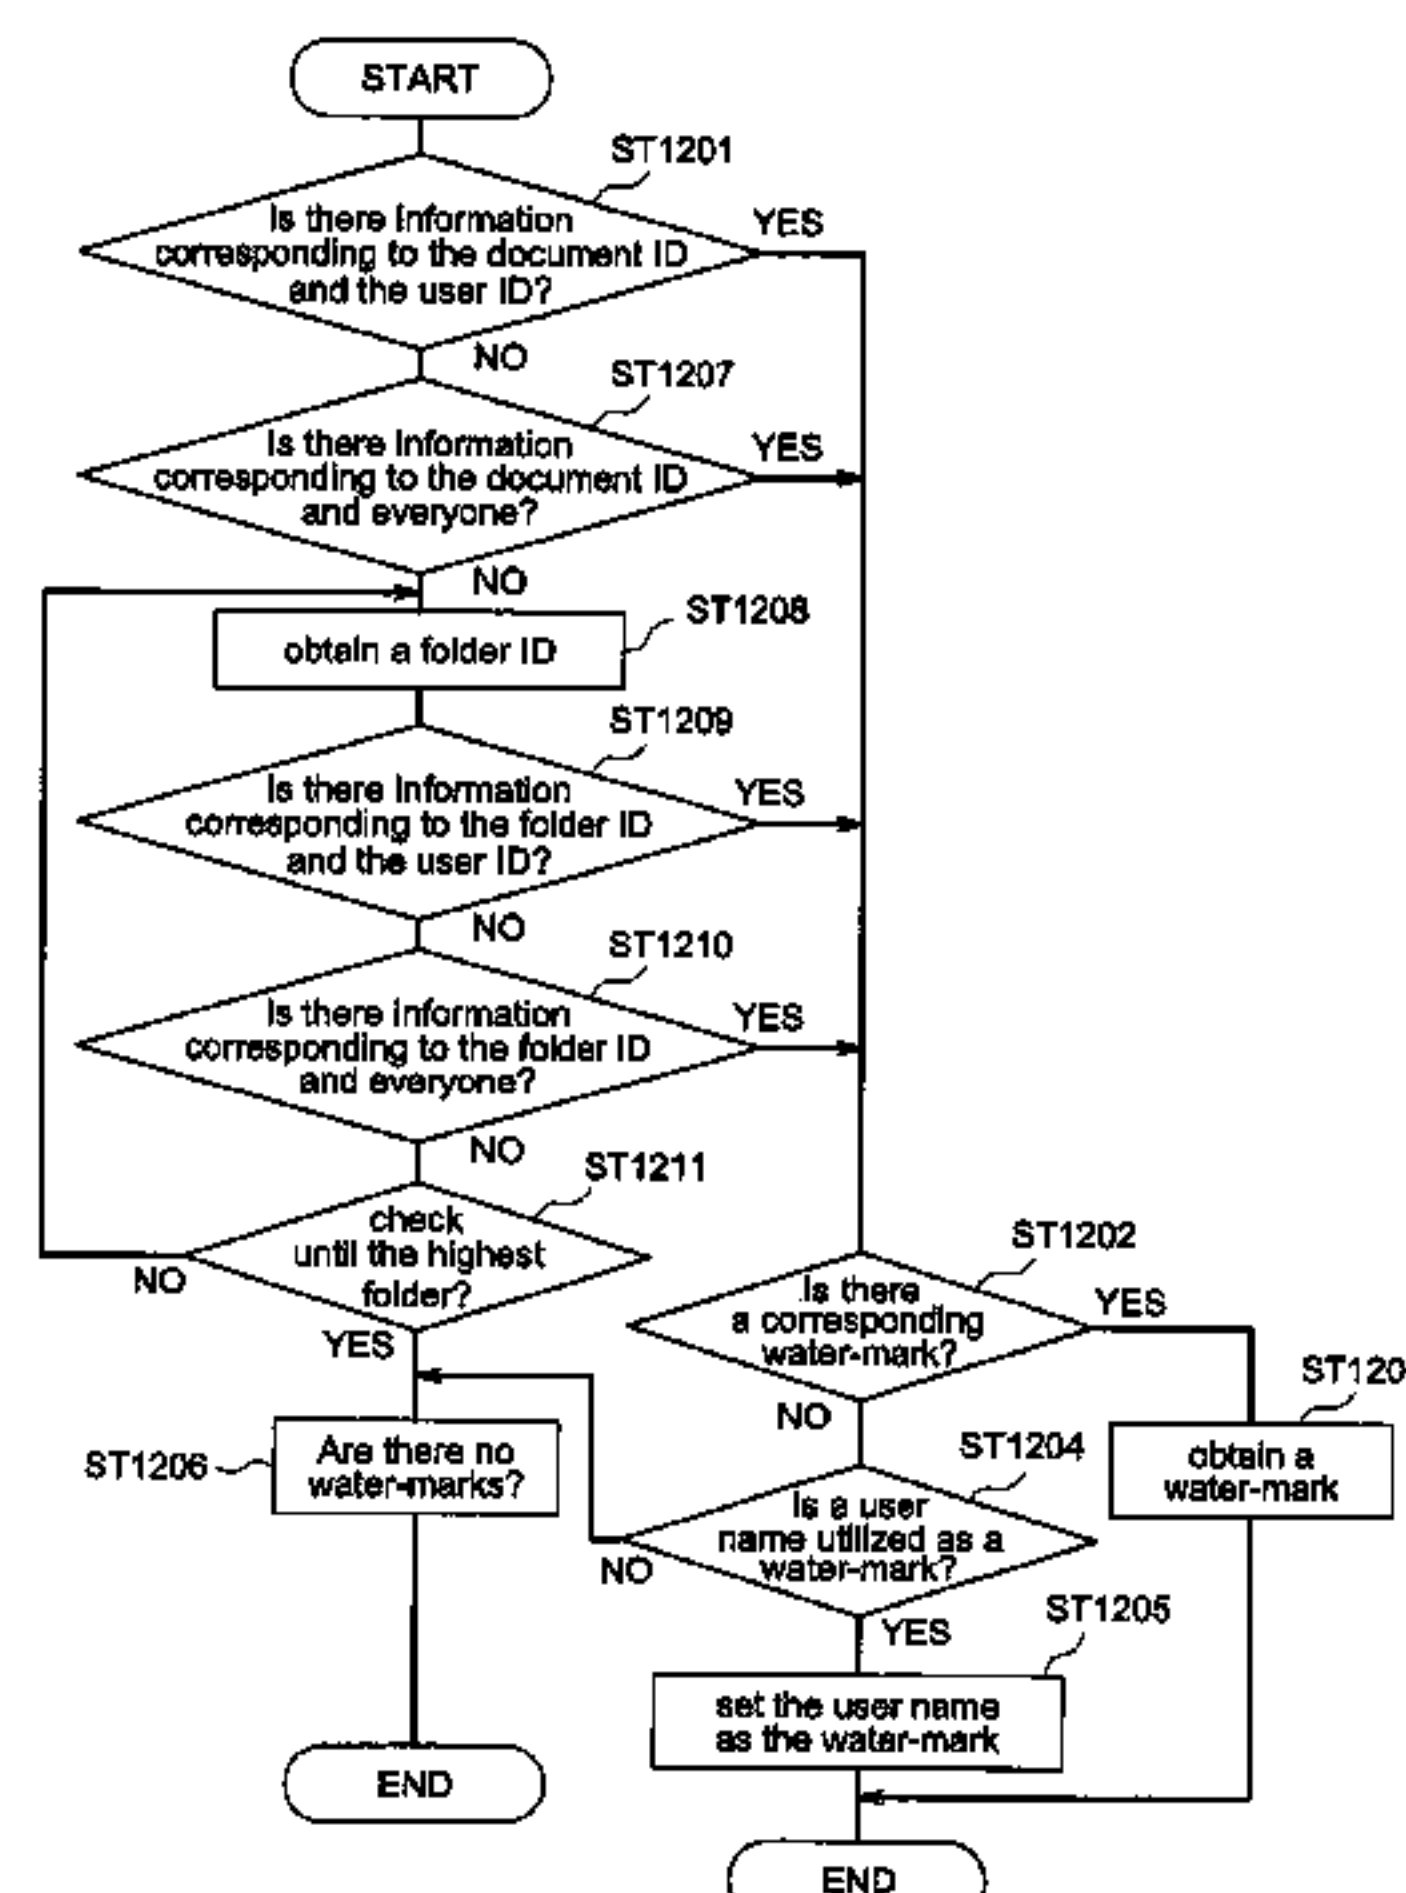 START
ST1201
Is there information
corresponding to the document ID
and the user ID?
YES
NO
ST1207
Is there information
corresponding to the document ID
and everyone?
YES
NO
ST1208
obtain a folder ID
ST1209
Is there information
corresponding to the folder ID
and the user ID?
YES
NO
ST1210
Is there information
corresponding to the folder ID
and everyone?
YES
NO
ST1211
check
until the highest
folder?
NO
YES
ST1202
Is there
a corresponding
water-mark?
YES
NO
ST120
obtain a
water-mark
ST1206
Are there no
water-marks?
ST1204
Is a user
name utilized as a
water-mark?
NO
YES
ST1205
set the user name
as the water-mark
END
END